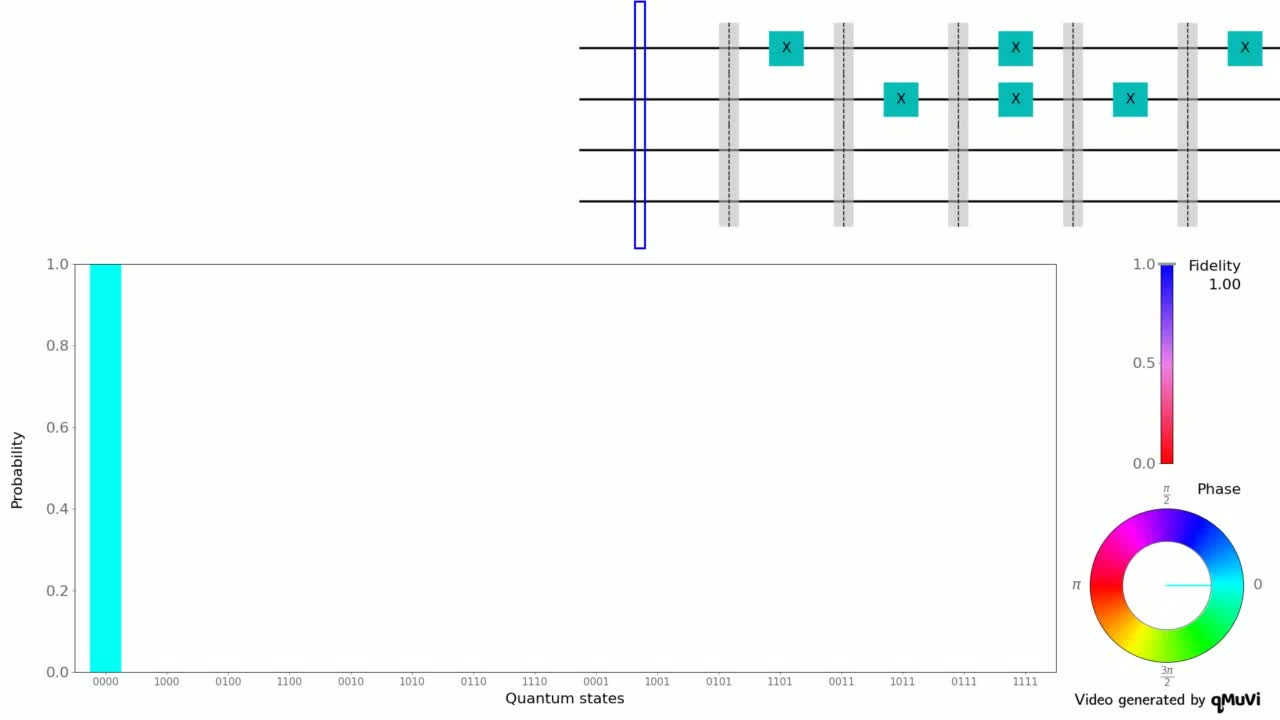 X X X
X X X
1.0
0.8
0.6
0.4
0.2
0.0
Probability
0000 1000 0100 1100 0010 1010 0110 1110 0001 1001 0101 1101 0011 1011 0111 1111
Quantum states
1.0 Fidelity
1.00
0.5
0.0
π/2 Phase
π 0
3π/2
Video generated by qMuVi